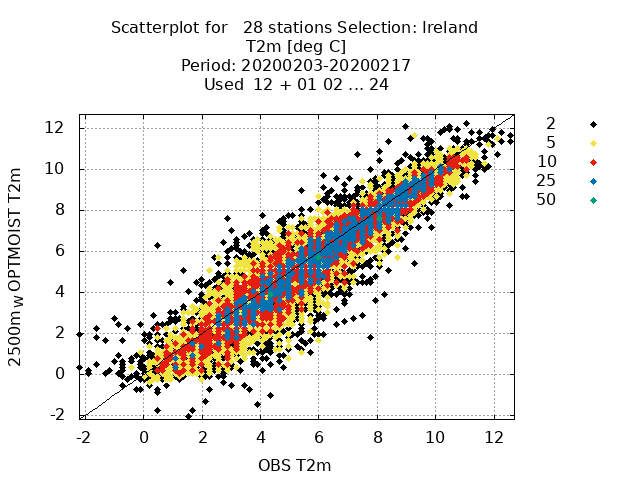 Scatterplot for   28 stations Selection: Ireland
T2m [deg C]
Period: 20200203-20200217
Used  12 + 01 02 ... 24
2
5
10
25
50
2500m_W OPTMOIST T2m
12
10
8
6
4
2
0
-2
-2 0 2 4 6 8 10 12
OBS T2m